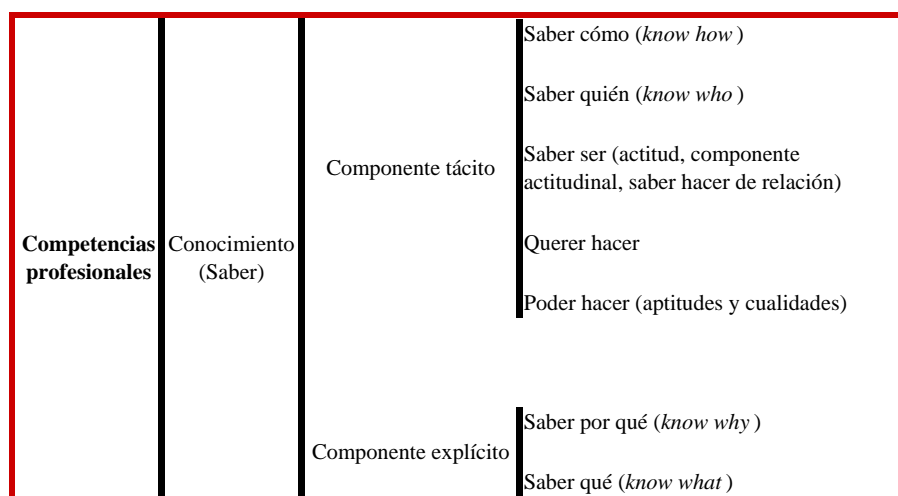 Competencias
profesionales
Conocimiento
(Saber)
Componente tácito
Saber cómo (know how )
Saber quién (know who )
Saber ser (actitud, componente
actitudinal, saber hacer de relación)
Querer hacer
Poder hacer (aptitudes y cualidades)
Componente explícito
Saber por qué (know why )
Saber qué (know what )